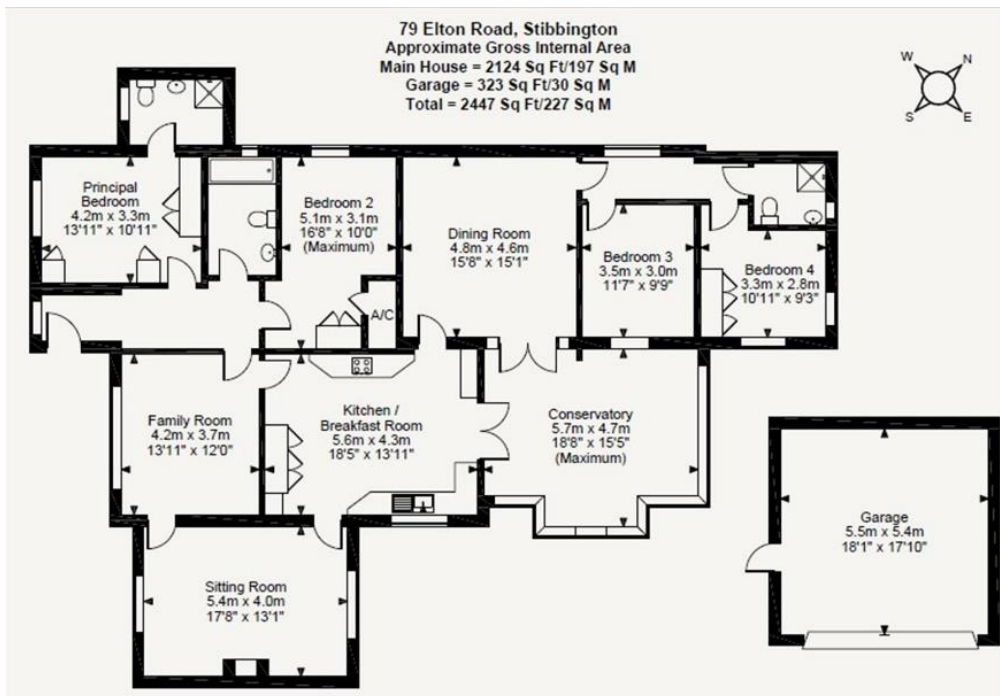 79 Elton Road, Stibbington
Approximate Gross Internal Area
Main House = 2124 Sq Ft/197 Sq M
Garage = 323 Sq Ft/30 Sq M
Total = 2447 Sq Ft/227 Sq M
W
N
S
E
Principal
Bedroom
4.2m x 3.3m
13'11" x 10'11"
Bedroom 2
5.1m x 3.1m
16'8" x 10'0"
(Maximum)
A/C
Dining Room
4.8m x 4.6m
15'8" x 15'1"
Bedroom 3
3.5m x 3.0m
11'7" x 9'9"
Bedroom 4
3.3m x 2.8m
10'11" x 9'3"
Family Room
4.2m x 3.7m
13'11" x 12'0"
Kitchen /
Breakfast Room
5.6m x 4.3m
18'5" x 13'11"
Conservatory
5.7m x 4.7m
18'8" x 15'5"
(Maximum)
Sitting Room
5.4m x 4.0m
17'8" x 13'1"
Garage
5.5m x 5.4m
18'1" x 17'10"